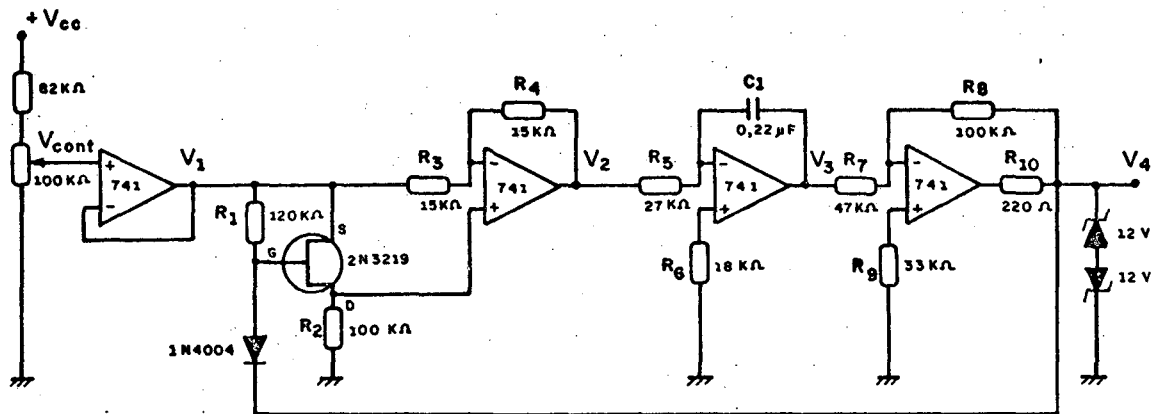 + Vcc
82KΩ
Vcont
100KΩ
+
741
−
V1
R1
120KΩ
G
S
2N3219
D
R2
100 KΩ
1N4004
R3
15KΩ
R4
15KΩ
−
741
+
V2
R5
27KΩ
C1
0,22µF
−
741
+
R6
18KΩ
V3
R7
47KΩ
R8
100KΩ
−
741
+
R9
33KΩ
R10
220 Ω
V4
12 V
12 V